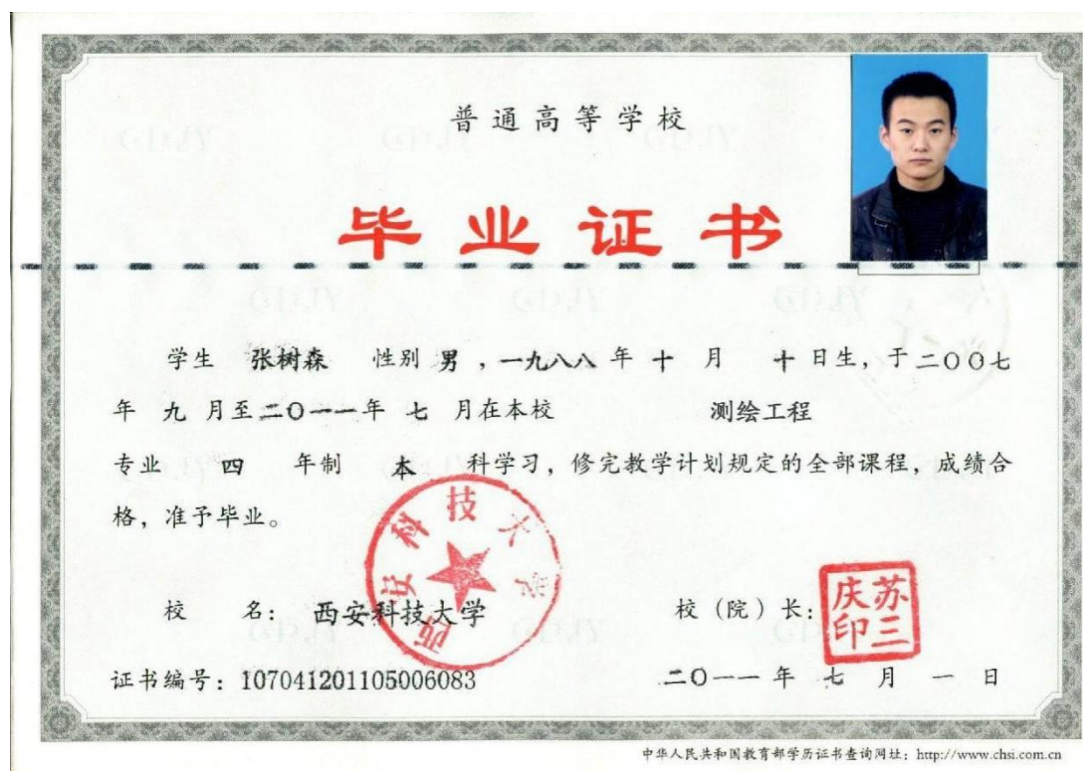 普通高等学校
毕业证书
学生 张树森 性别 男 ，一九八八 年 十 月 十 日生，于二〇〇七
年 九 月至二〇一一年 七 月在本校 测绘工程
专业 四 年制 本 科学习，修完教学计划规定的全部课程，成绩合
格，准予毕业。
西安科技大学
校 名： 西安科技大学 校（院）长：
苏三庆印
证书编号：107041201105006083 二〇一一 年 七 月 一 日
中华人民共和国教育部学历证书查询网址：http://www.chsi.com.cn